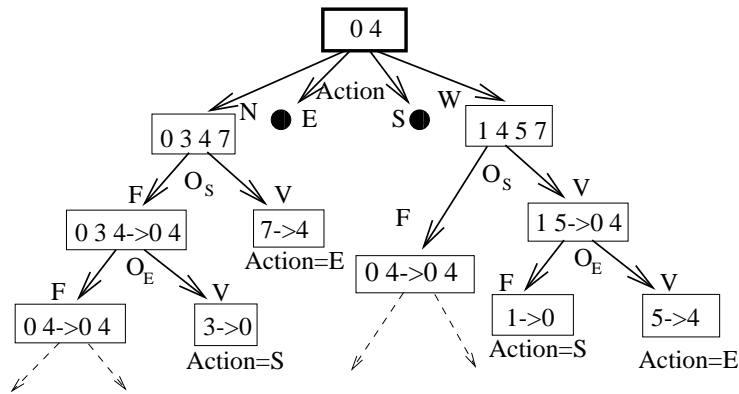 0 4
Action
N E S W
0 3 4 7
1 4 5 7
O_S
O_S
F V
F V
0 3 4->0 4
7->4
Action=E
0 4->0 4
1 5->0 4
O_E
O_E
F V
F V
0 4->0 4
3->0
Action=S
1->0
Action=S
5->4
Action=E